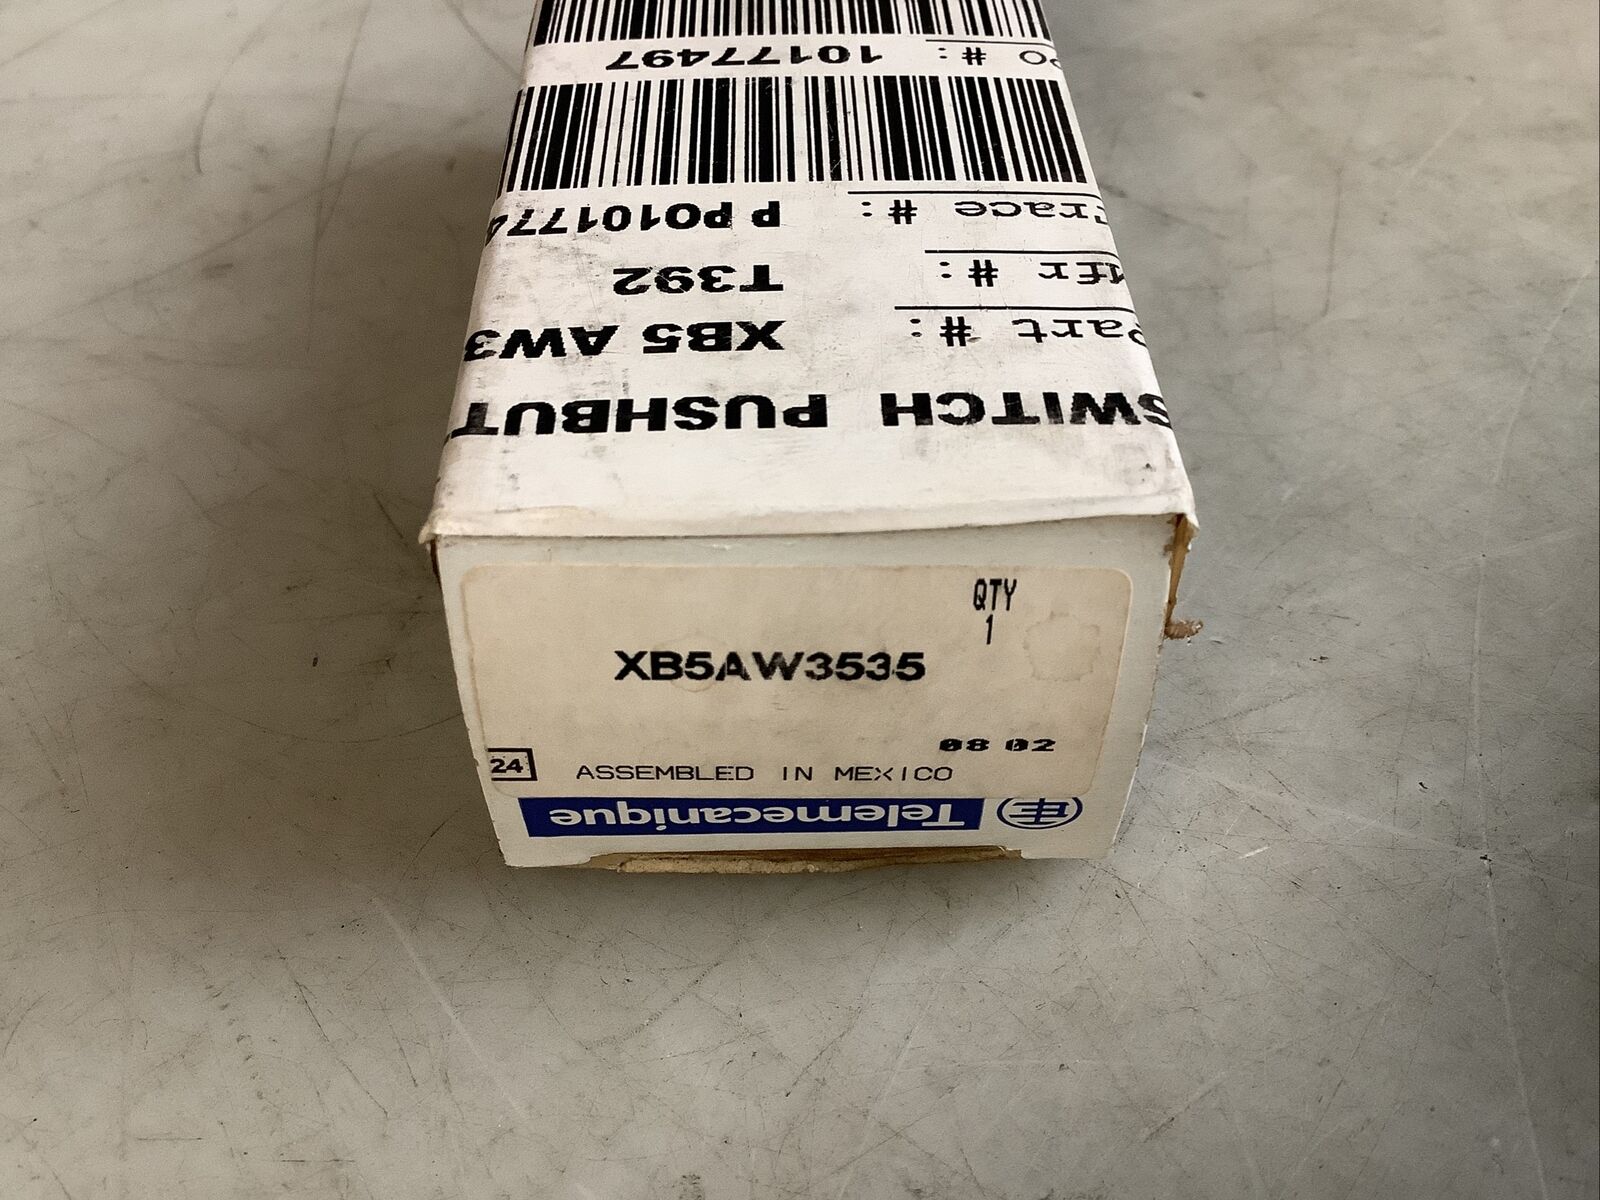 SWITCH PUSHBUT
Part #: XB5 AW3
Mfr #: T392
Trace #: P PO101774
PO #: 10177497
QTY
1
XB5AW3535
08 02
24
ASSEMBLED IN MEXICO
Telemecanique